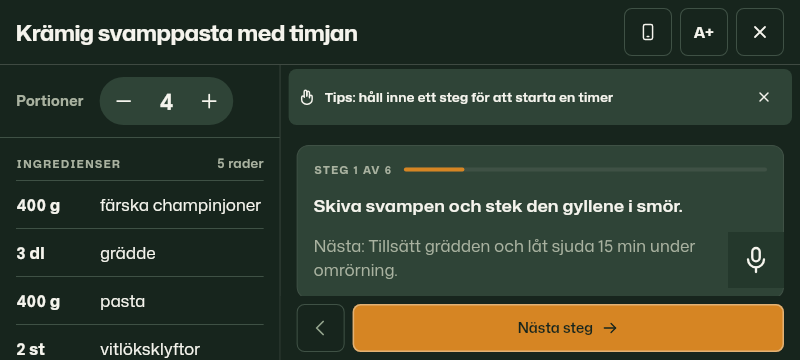 Krämig svamppasta med timjan
A+
Portioner
4
INGREDIENSER
5 rader
400 g färska champinjoner
3 dl grädde
400 g pasta
2 st vitlöksklyftor
Tips: håll inne ett steg för att starta en timer
STEG 1 AV 6
Skiva svampen och stek den gyllene i smör.
Nästa: Tillsätt grädden och låt sjuda 15 min under
omrörning.
Nästa steg